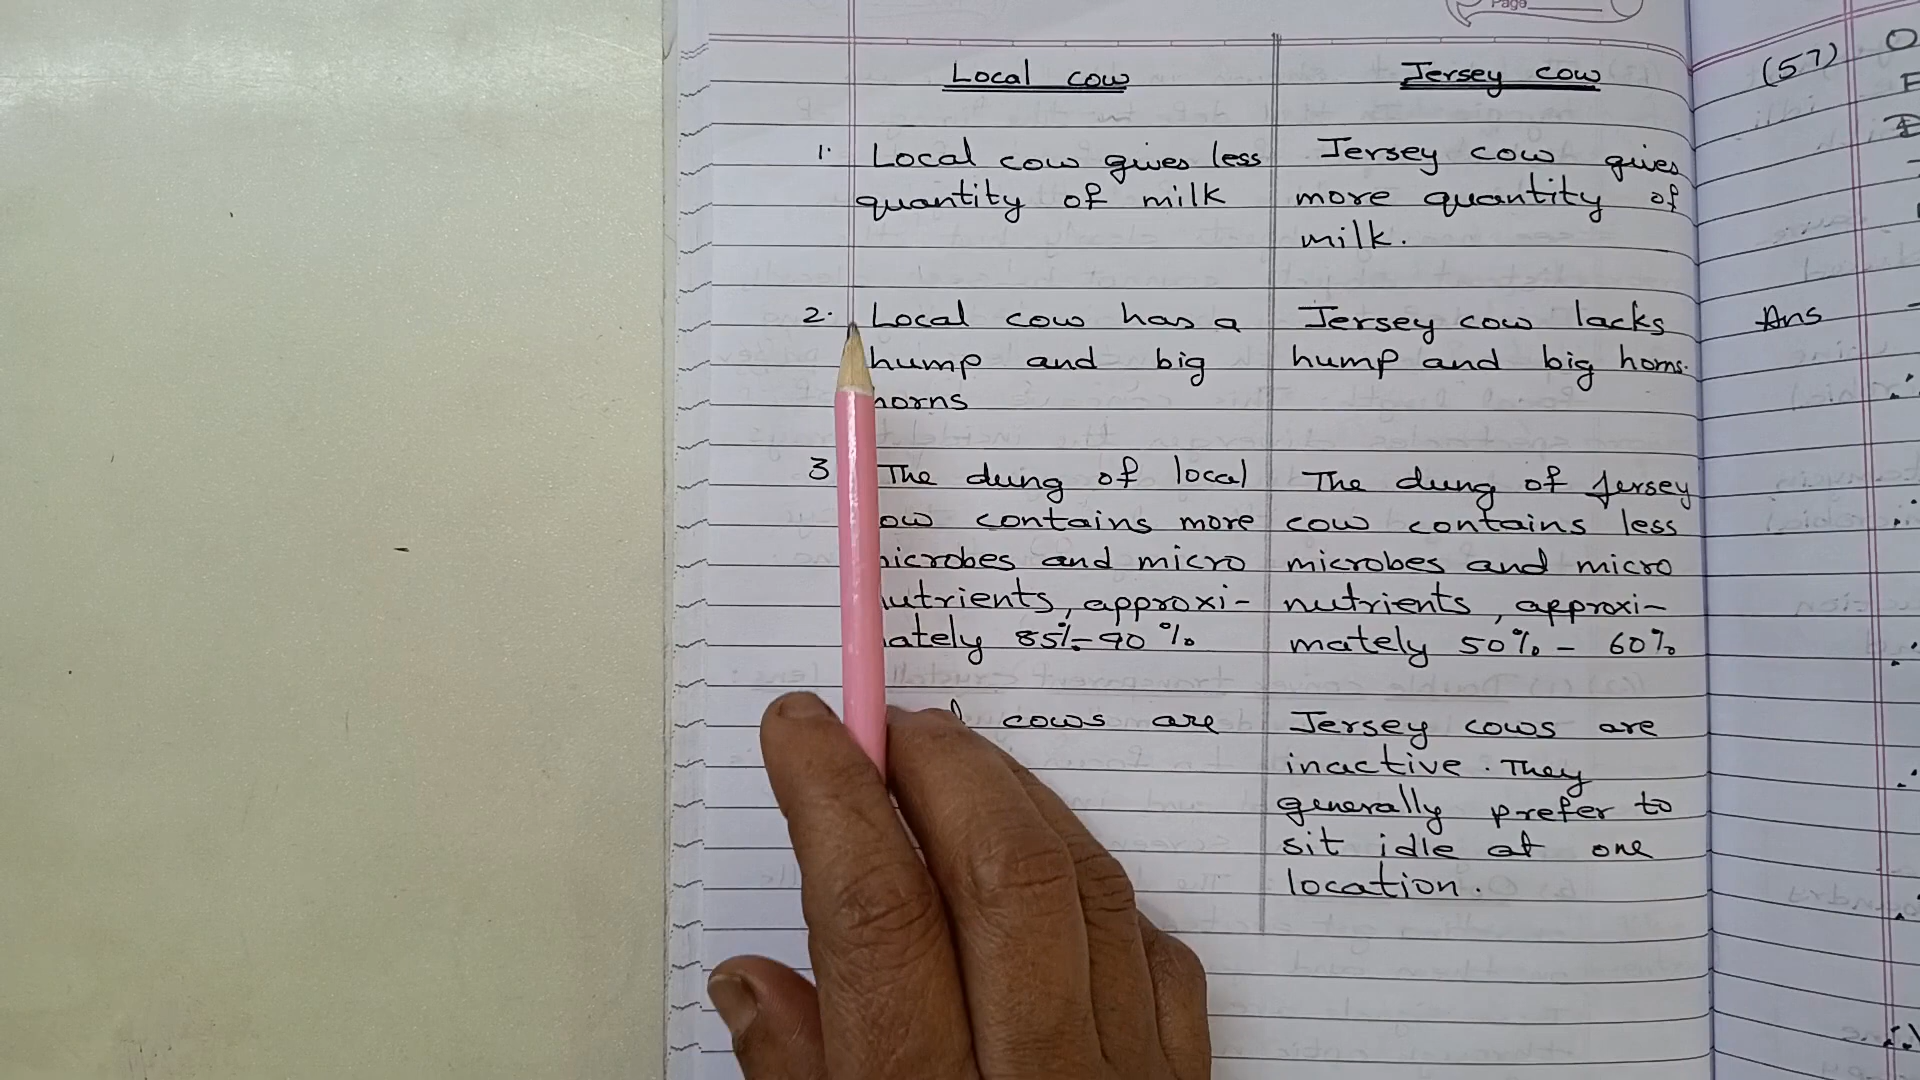 Page
Local cow
Jersey cow
1. Local cow gives less
quantity of milk
Jersey cow gives
more quantity of
milk.
2. Local cow has a
hump and big
horns
Jersey cow lacks
hump and big horns.
3 The dung of local
ow contains more
icrobes and micro
utrients, approxi-
ately 85%-90%
The dung of Jersey
cow contains less
microbes and micro
nutrients, approxi-
mately 50% - 60%
cows are
Jersey cows are
inactive. They
generally prefer to
sit idle at one
location.
(57)
Ans